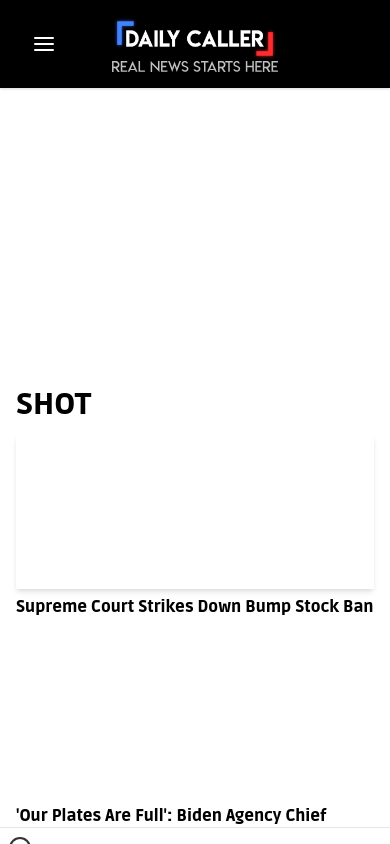 DAILY CALLER
REAL NEWS STARTS HERE
SHOT
Supreme Court Strikes Down Bump Stock Ban
'Our Plates Are Full': Biden Agency Chief